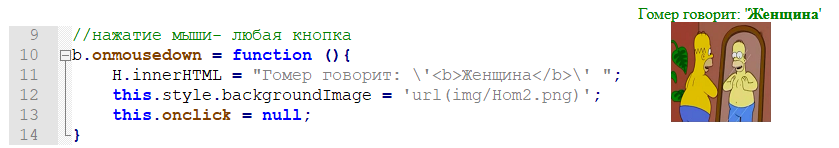 Гомер говорит: 'Женщина'
9 //нажатие мыши- любая кнопка
10 b.onmousedown = function (){
11 H.innerHTML = "Гомер говорит: \'<b>Женщина</b>\' ";
12 this.style.backgroundImage = 'url(img/Hom2.png)';
13 this.onclick = null;
14 }